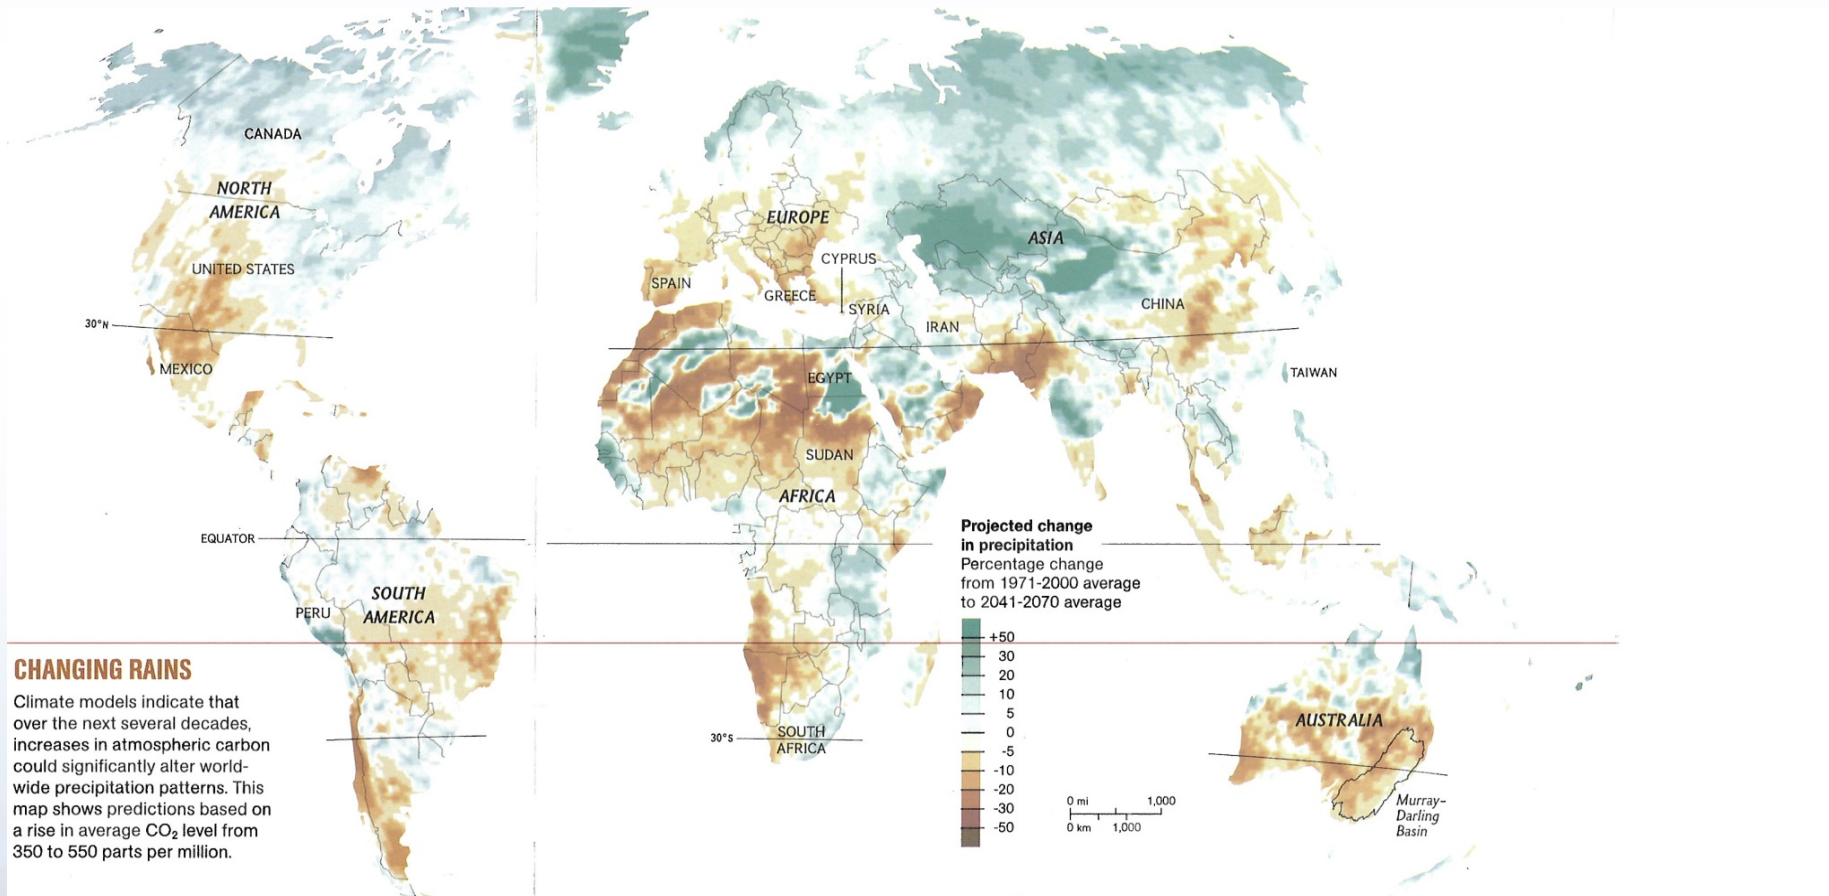 CANADA
NORTH
AMERICA
UNITED STATES
30°N
MEXICO
EQUATOR
SOUTH
AMERICA
PERU
EUROPE
ASIA
CYPRUS
SPAIN
GREECE
SYRIA
IRAN
CHINA
EGYPT
TAIWAN
SUDAN
AFRICA
30°S
SOUTH
AFRICA
AUSTRALIA
Murray-
Darling
Basin
Projected change
in precipitation
Percentage change
from 1971-2000 average
to 2041-2070 average
+50
30
20
10
5
0
-5
-10
-20
-30
-50
0 mi 1,000
0 km 1,000
CHANGING RAINS
Climate models indicate that
over the next several decades,
increases in atmospheric carbon
could significantly alter world-
wide precipitation patterns. This
map shows predictions based on
a rise in average CO₂ level from
350 to 550 parts per million.